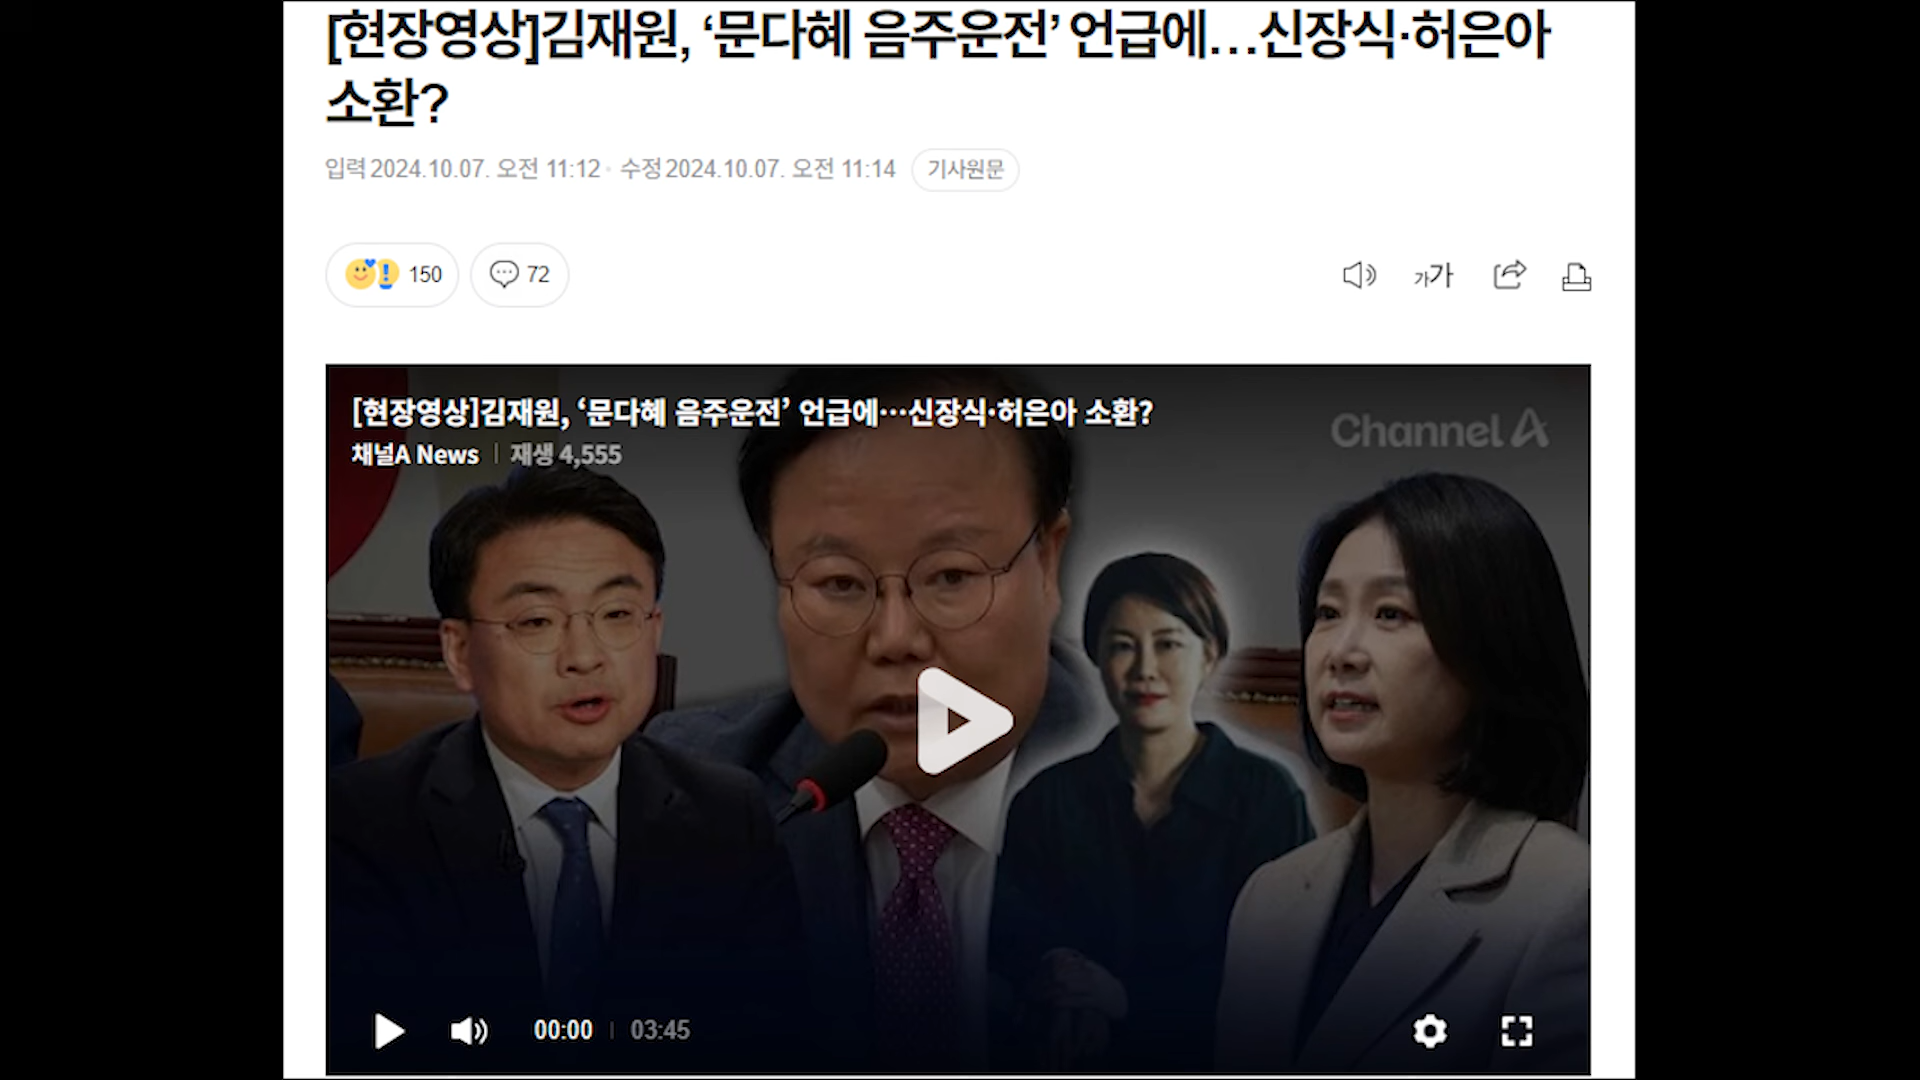 [현장영상]김재원, ‘문다혜 음주운전’ 언급에…신장식·허은아
소환?
입력 2024.10.07. 오전 11:12 · 수정 2024.10.07. 오전 11:14 기사원문
150 72
가가
[현장영상]김재원, ‘문다혜 음주운전’ 언급에…신장식·허은아 소환?
Channel A
채널A News | 재생 4,555
00:00 | 03:45